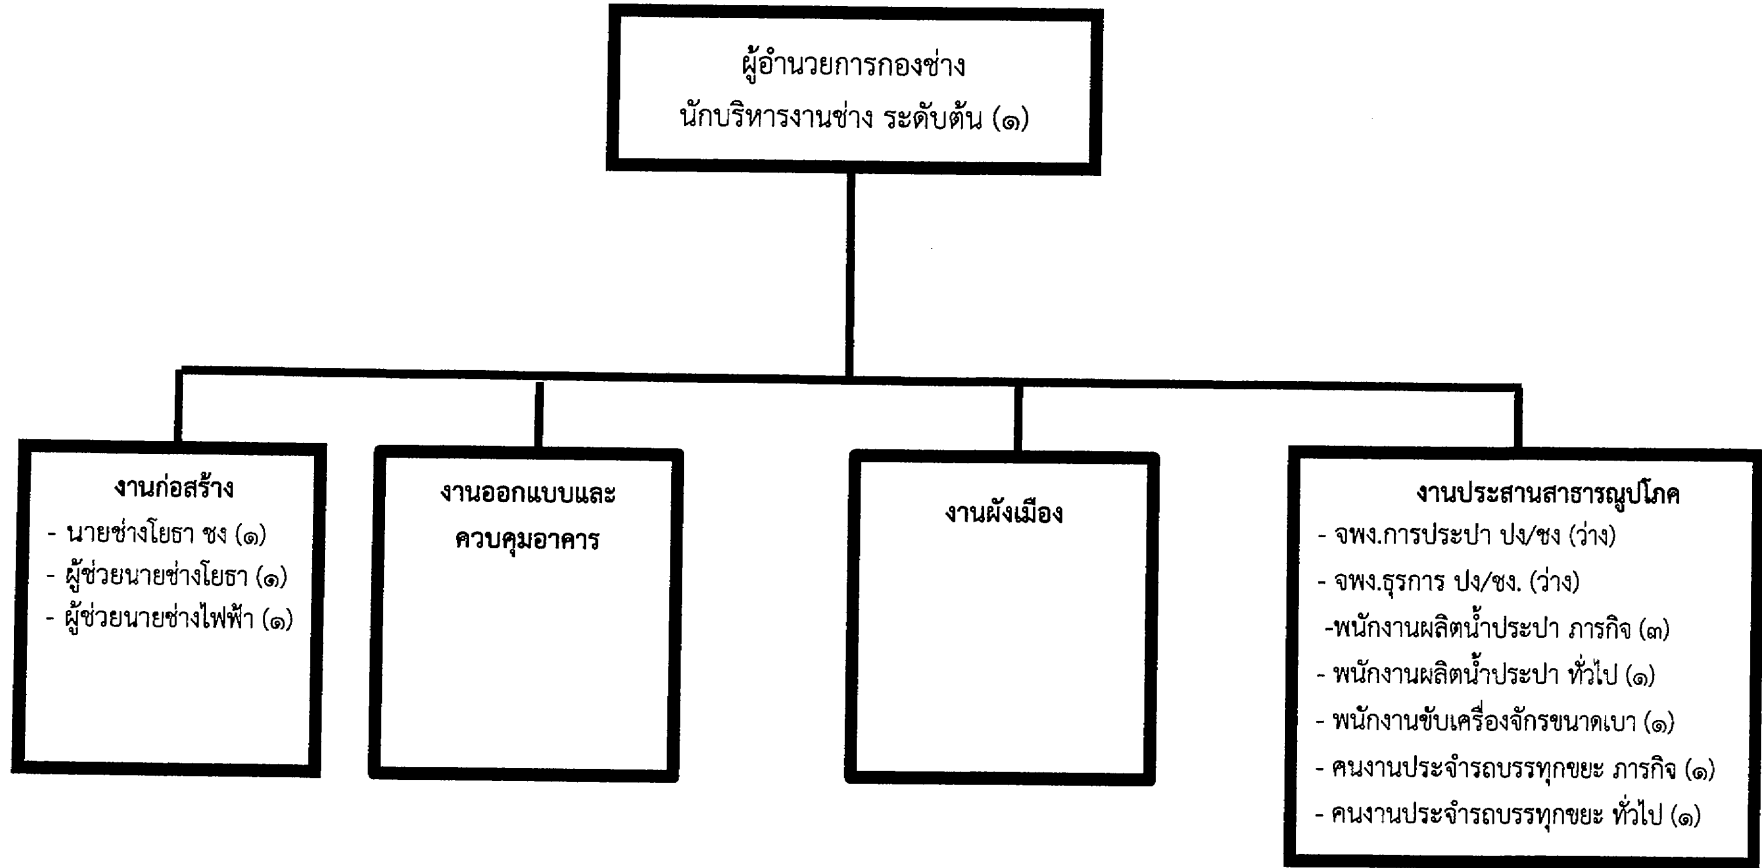 ผู้อำนวยการกองช่าง
นักบริหารงานช่าง ระดับต้น (๑)
งานก่อสร้าง
- นายช่างโยธา ชง (๑)
- ผู้ช่วยนายช่างโยธา (๑)
- ผู้ช่วยนายช่างไฟฟ้า (๑)
งานออกแบบและ
ควบคุมอาคาร
งานผังเมือง
งานประสานสาธารณูปโภค
- จพง.การประปา ปง/ชง (ว่าง)
- จพง.ธุรการ ปง/ชง. (ว่าง)
-พนักงานผลิตน้ำประปา ภารกิจ (๓)
- พนักงานผลิตน้ำประปา ทั่วไป (๑)
- พนักงานขับเครื่องจักรขนาดเบา (๑)
- คนงานประจำรถบรรทุกขยะ ภารกิจ (๑)
- คนงานประจำรถบรรทุกขยะ ทั่วไป (๑)